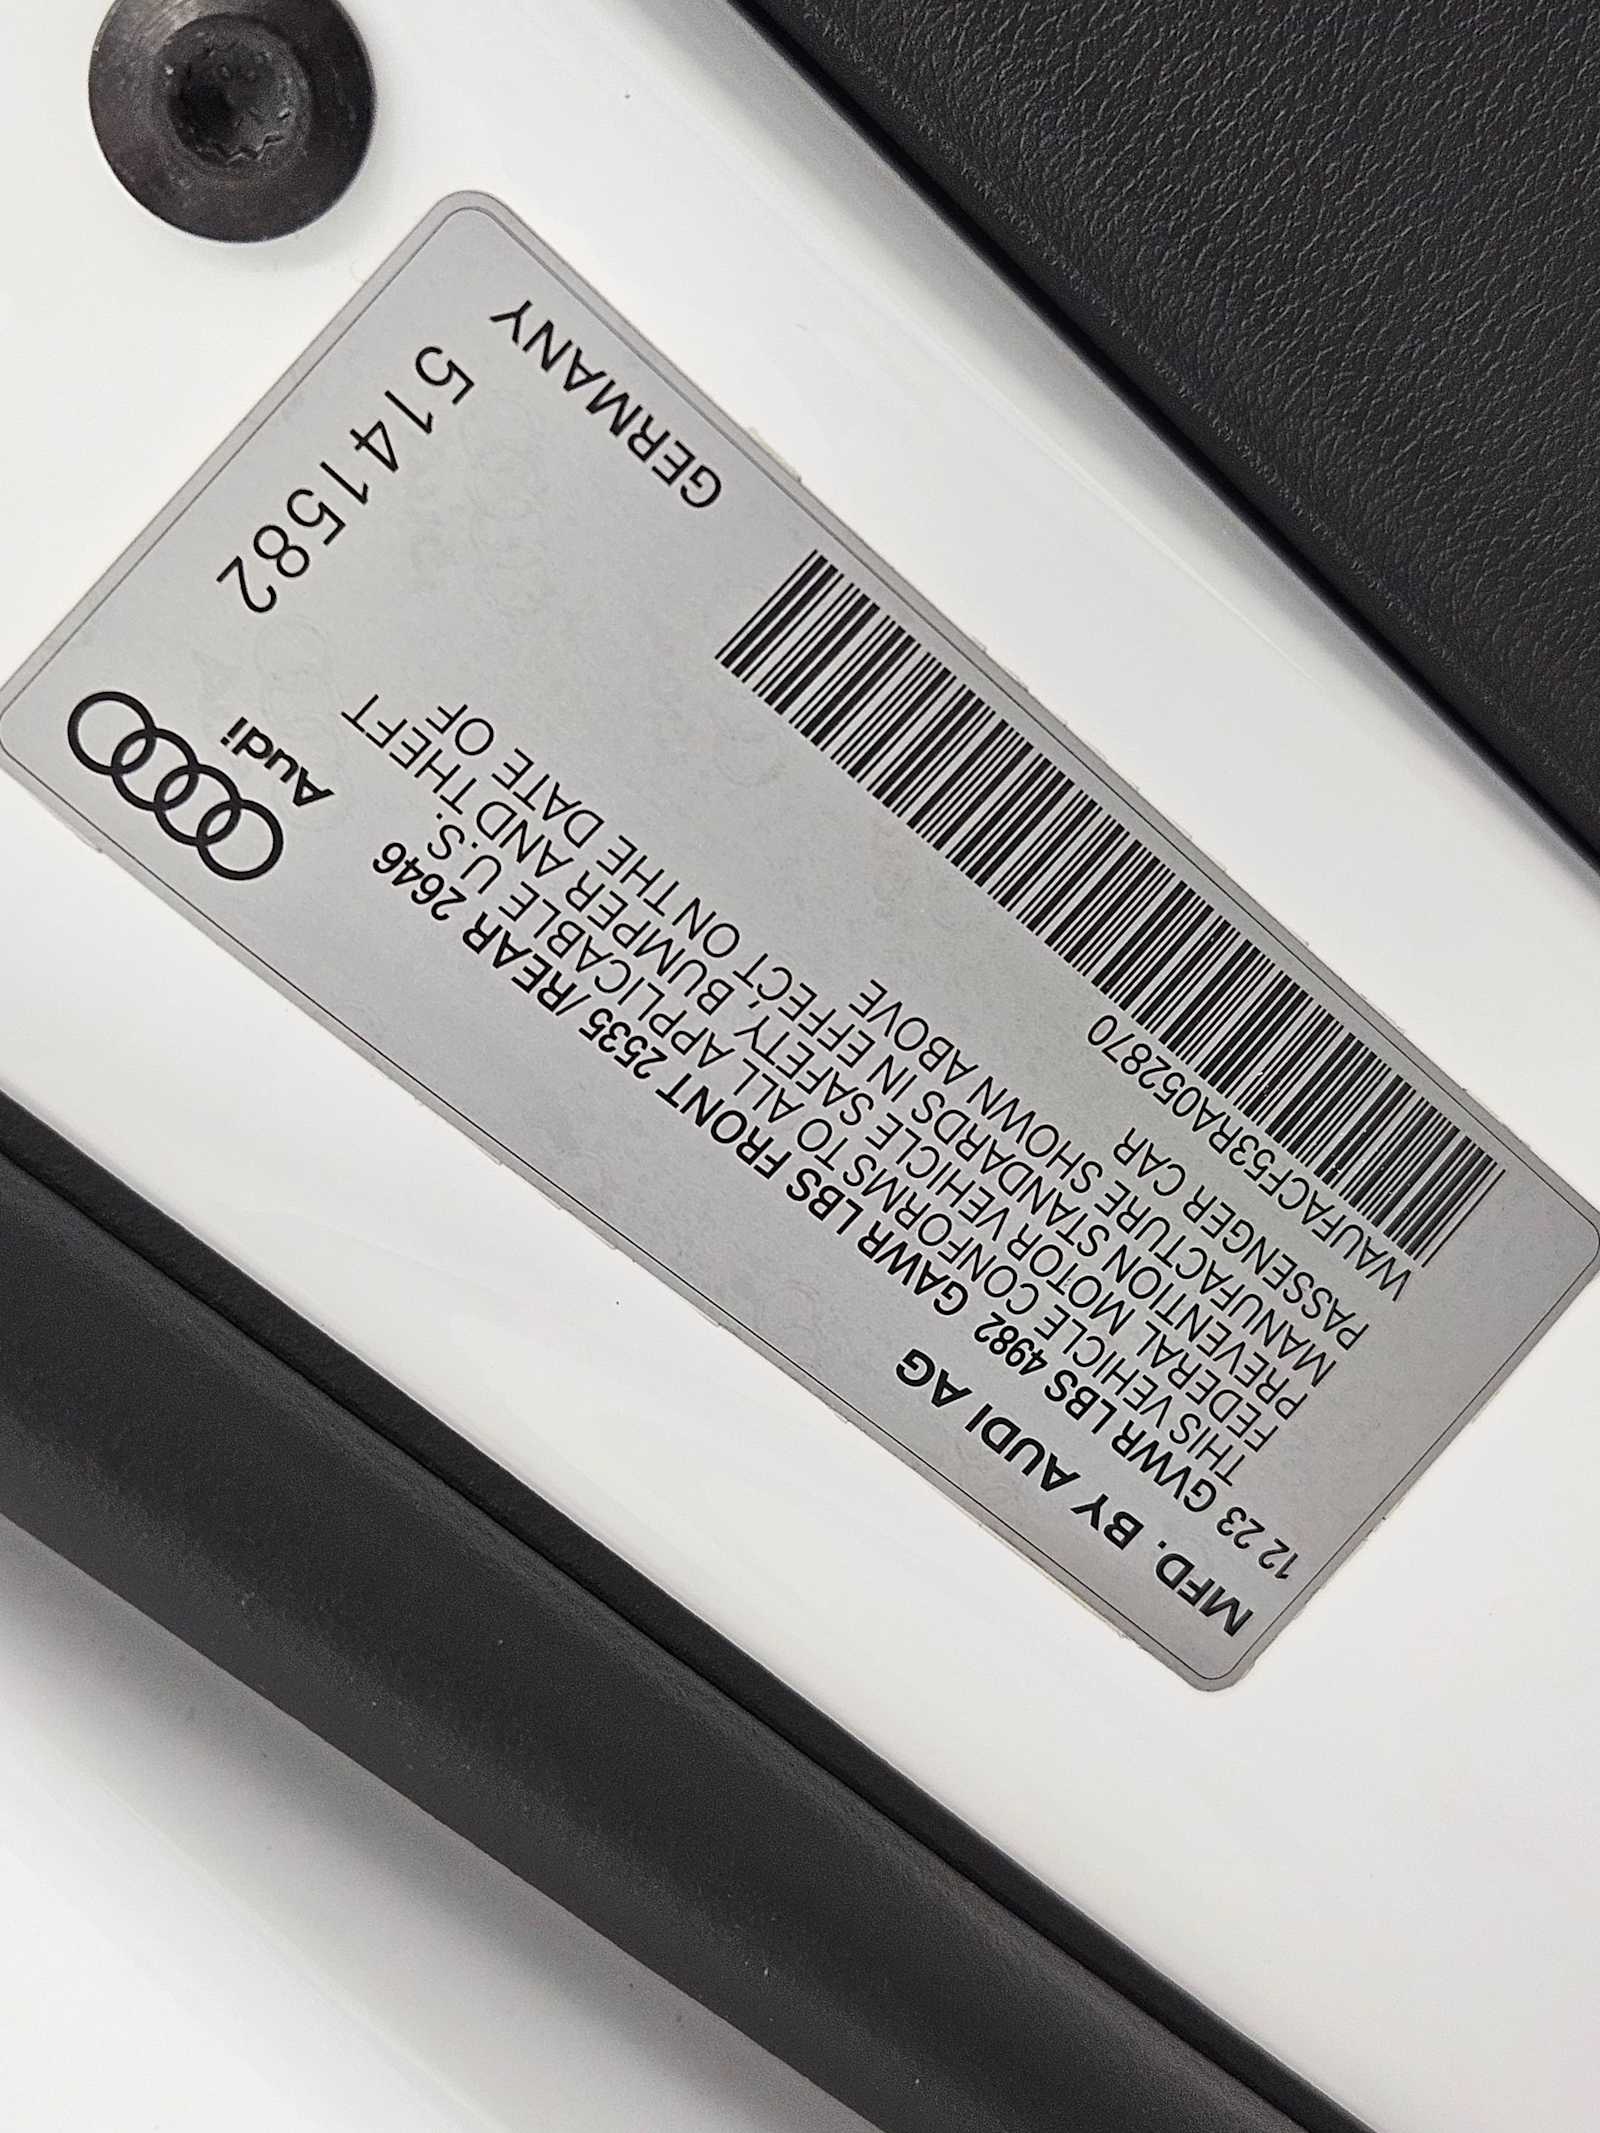 MFD. BY AUDI AG
12 23 GVWR LBS 4982 GAWR LBS FRONT 2535 /REAR 2646
THIS VEHICLE CONFORMS TO ALL APPLICABLE U.S.
FEDERAL MOTOR VEHICLE SAFETY, BUMPER AND THEFT
PREVENTION STANDARDS IN EFFECT ON THE DATE OF
MANUFACTURE SHOWN ABOVE
PASSENGER CAR
WAUFACF53RA052870
Audi
5141582
GERMANY